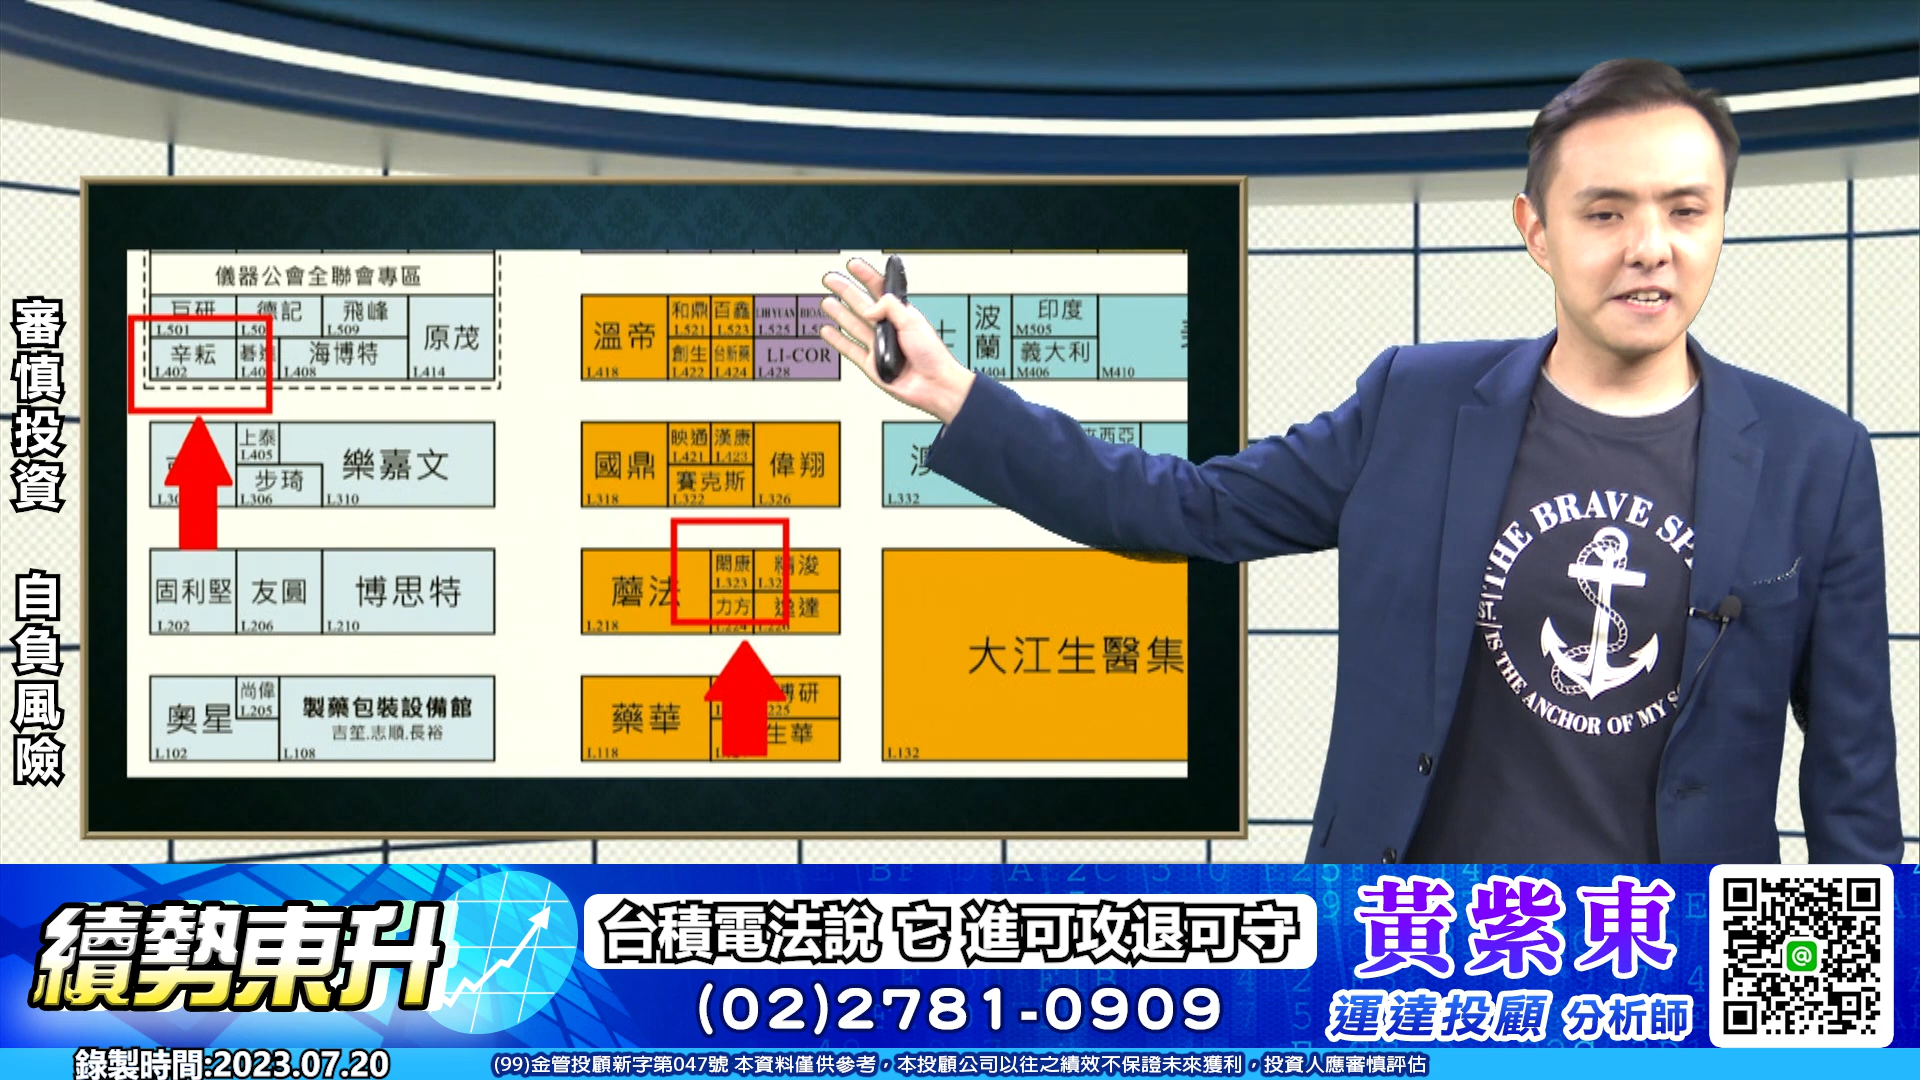 審慎投資 自負風險
儀器公會全聯會專區
巨研 德記 飛峰 原茂
L501 L509
辛耘 海博特
L402 L408 L414
上泰
L405
步琦
L306
樂嘉文
L310
固利堅 友圓 博思特
L202 L206 L210
奧星
L102
尚偉
L205
製藥包裝設備館
吉笙,志順,長裕
L108
溫帝
L418
和鼎 百鑫 LIHYUAN
L521 L523 L525
創生 台新藥 LI-COR
L422 L424 L428
國鼎
L318
映通 漢康
L421 L423
賽克斯
L322
偉翔
L326
蘑法
L218
閎康
L323
力方
精浚
逸達
藥華
L118
博研
生華
波蘭
M404
印度
M505
義大利
M406
M410
L332
大江生醫集
L132
THE BRAVE
IS THE ANCHOR OF MY
續勢東升
台積電法說 它 進可攻退可守
(02)2781-0909
黃紫東
運達投顧 分析師
錄製時間:2023.07.20
(99)金管投顧新字第047號 本資料僅供參考，本投顧公司以往之績效不保證未來獲利，投資人應審慎評估